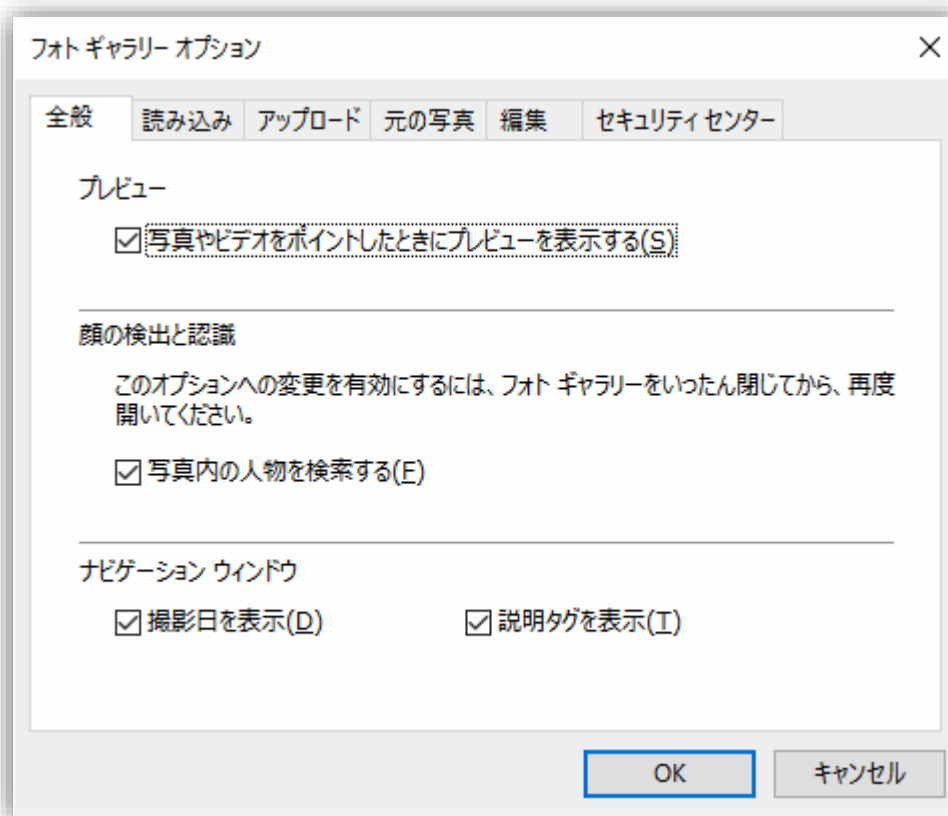 フォト ギャラリー オプション
全般 読み込み アップロード 元の写真 編集 セキュリティ センター
プレビュー
写真やビデオをポイントしたときにプレビューを表示する(S)
顔の検出と認識
このオプションへの変更を有効にするには、フォト ギャラリーをいったん閉じてから、再度
開いてください。
写真内の人物を検索する(F)
ナビゲーション ウィンドウ
撮影日を表示(D) 説明タグを表示(T)
OK キャンセル